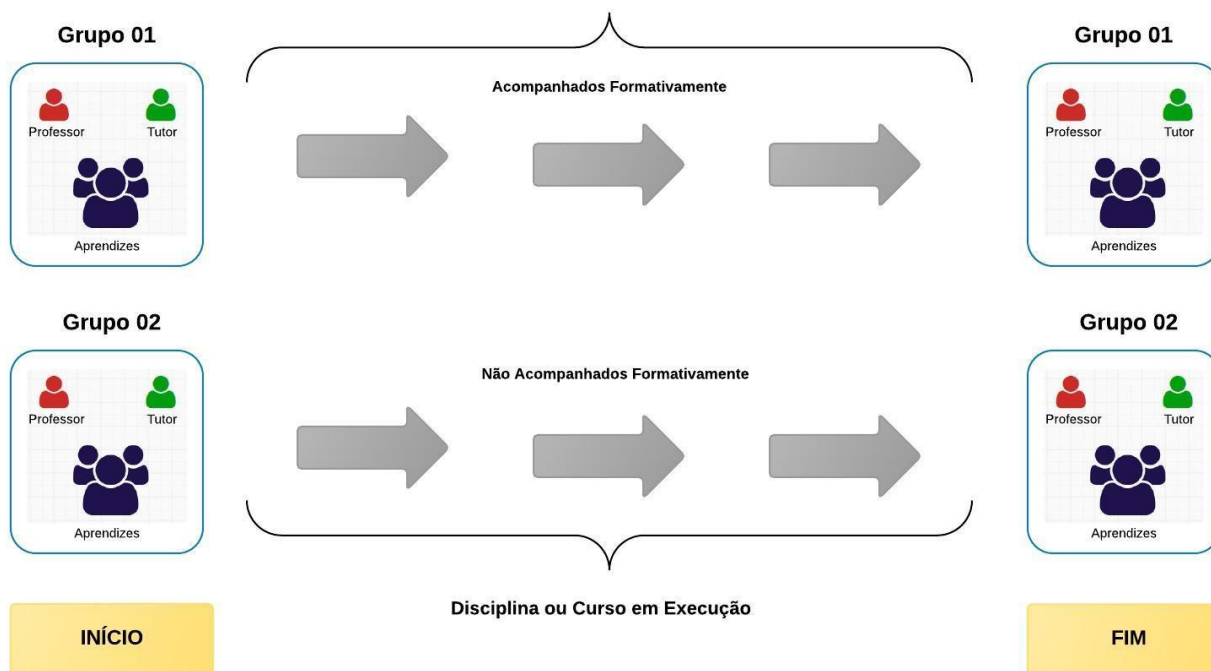 Grupo 01
Grupo 01
Acompanhados Formativamente
Professor
Tutor
Professor
Tutor
Aprendizes
Aprendizes
Grupo 02
Grupo 02
Não Acompanhados Formativamente
Professor
Tutor
Professor
Tutor
Aprendizes
Aprendizes
Disciplina ou Curso em Execução
INÍCIO
FIM